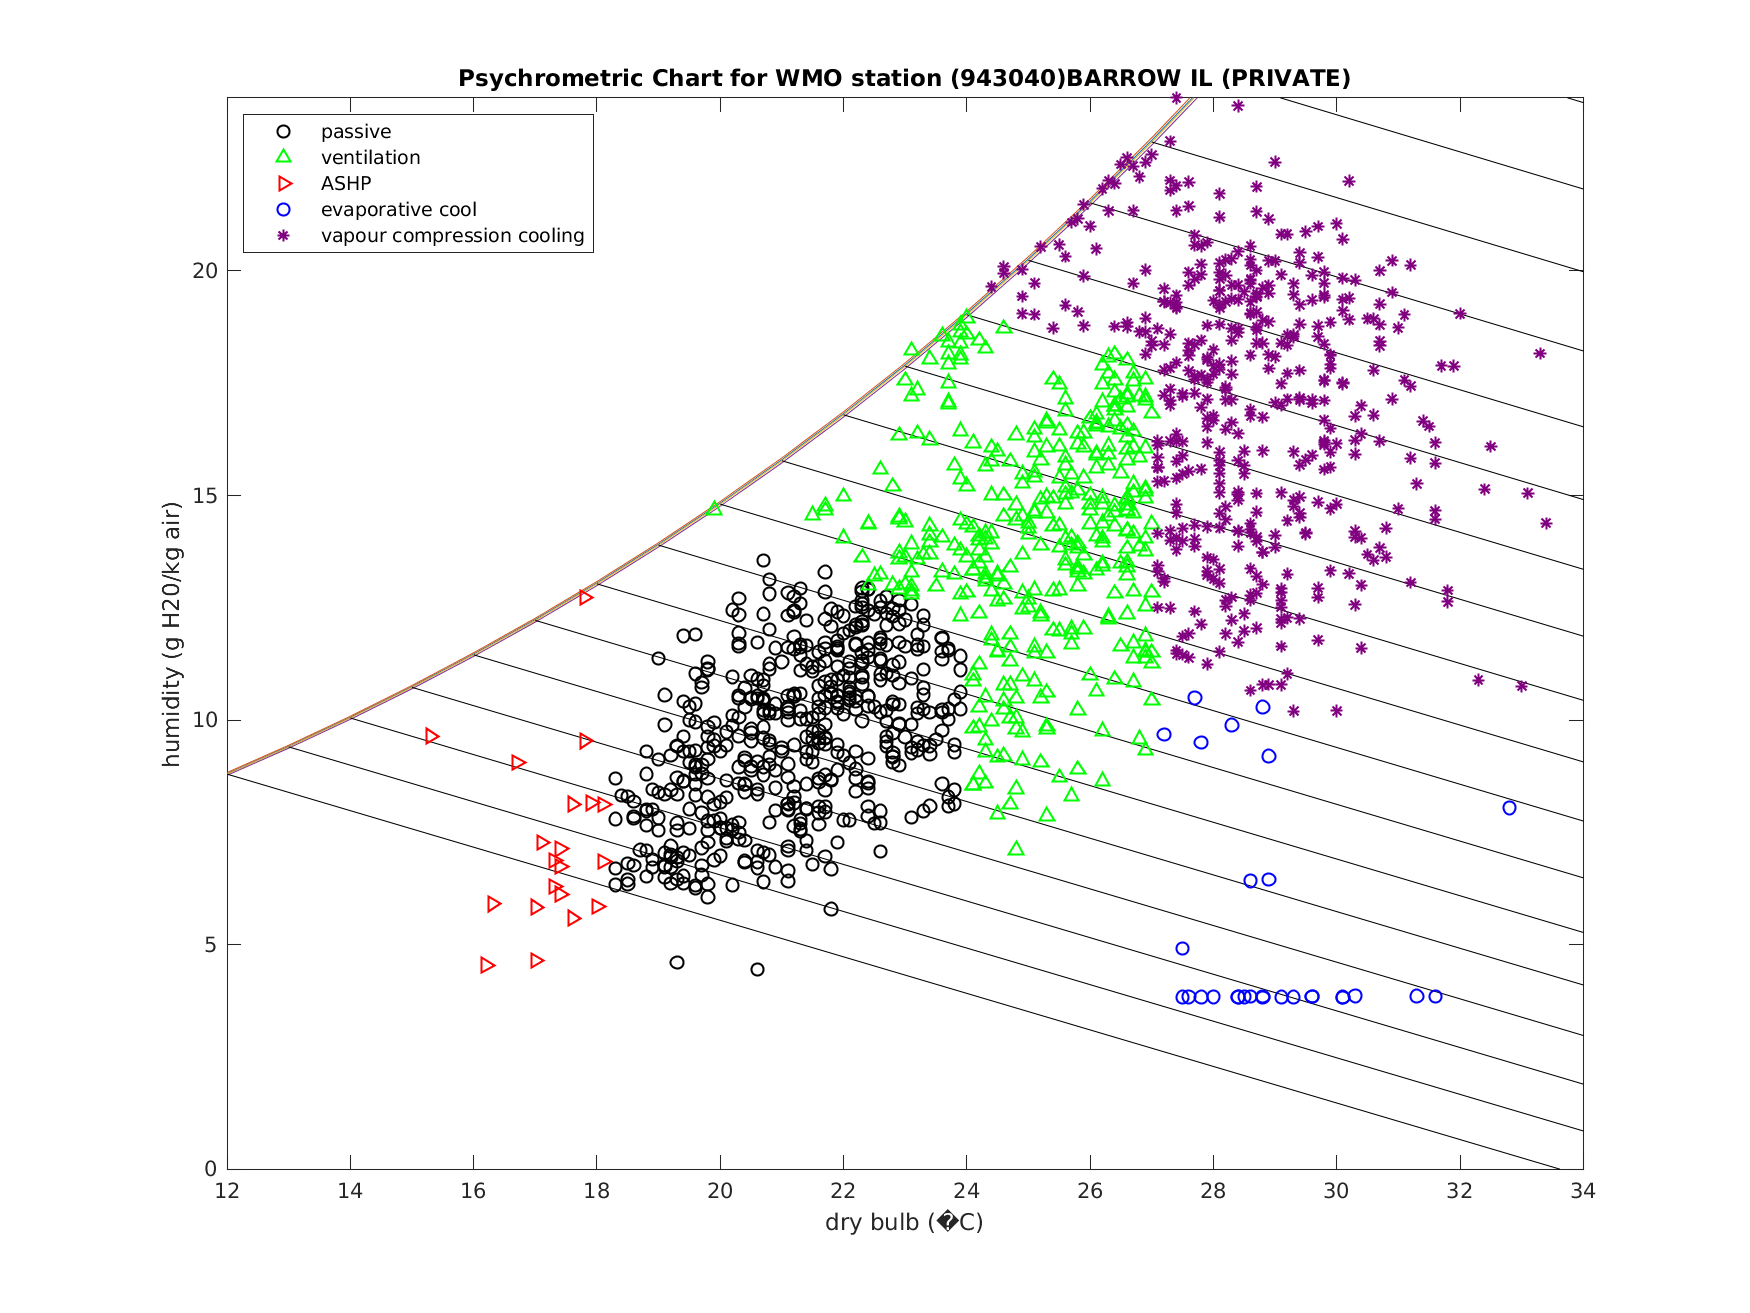 Psychrometric Chart for WMO station (943040)BARROW IL (PRIVATE)
passive
ventilation
ASHP
evaporative cool
vapour compression cooling
humidity (g H20/kg air)
20
15
10
5
0
12 14 16 18 20 22 24 26 28 30 32 34
dry bulb (�C)